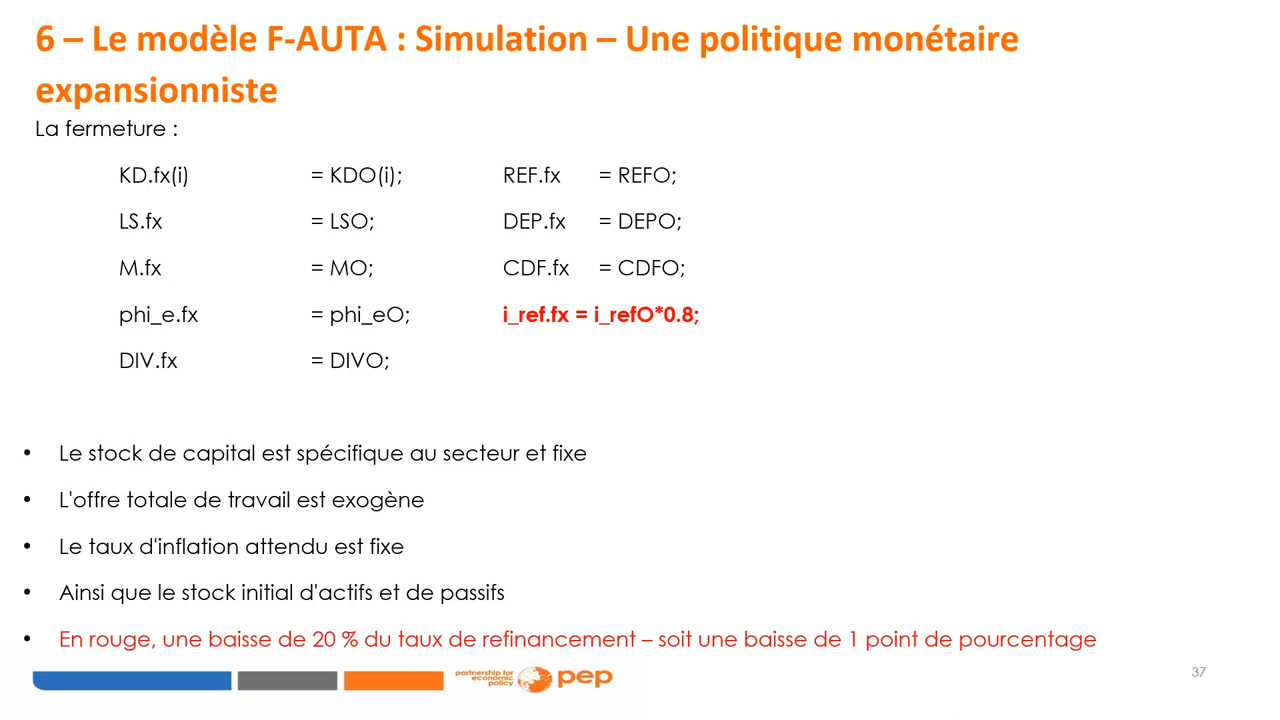 6 – Le modèle F-AUTA : Simulation – Une politique monétaire
expansionniste
La fermeture :
KD.fx(i) = KDO(i); REF.fx = REFO;
LS.fx = LSO; DEP.fx = DEPO;
M.fx = MO; CDF.fx = CDFO;
phi_e.fx = phi_eO; i_ref.fx = i_refO*0.8;
DIV.fx = DIVO;
• Le stock de capital est spécifique au secteur et fixe
• L'offre totale de travail est exogène
• Le taux d'inflation attendu est fixe
• Ainsi que le stock initial d'actifs et de passifs
• En rouge, une baisse de 20 % du taux de refinancement – soit une baisse de 1 point de pourcentage
partnership for
economic
policy
pep
37